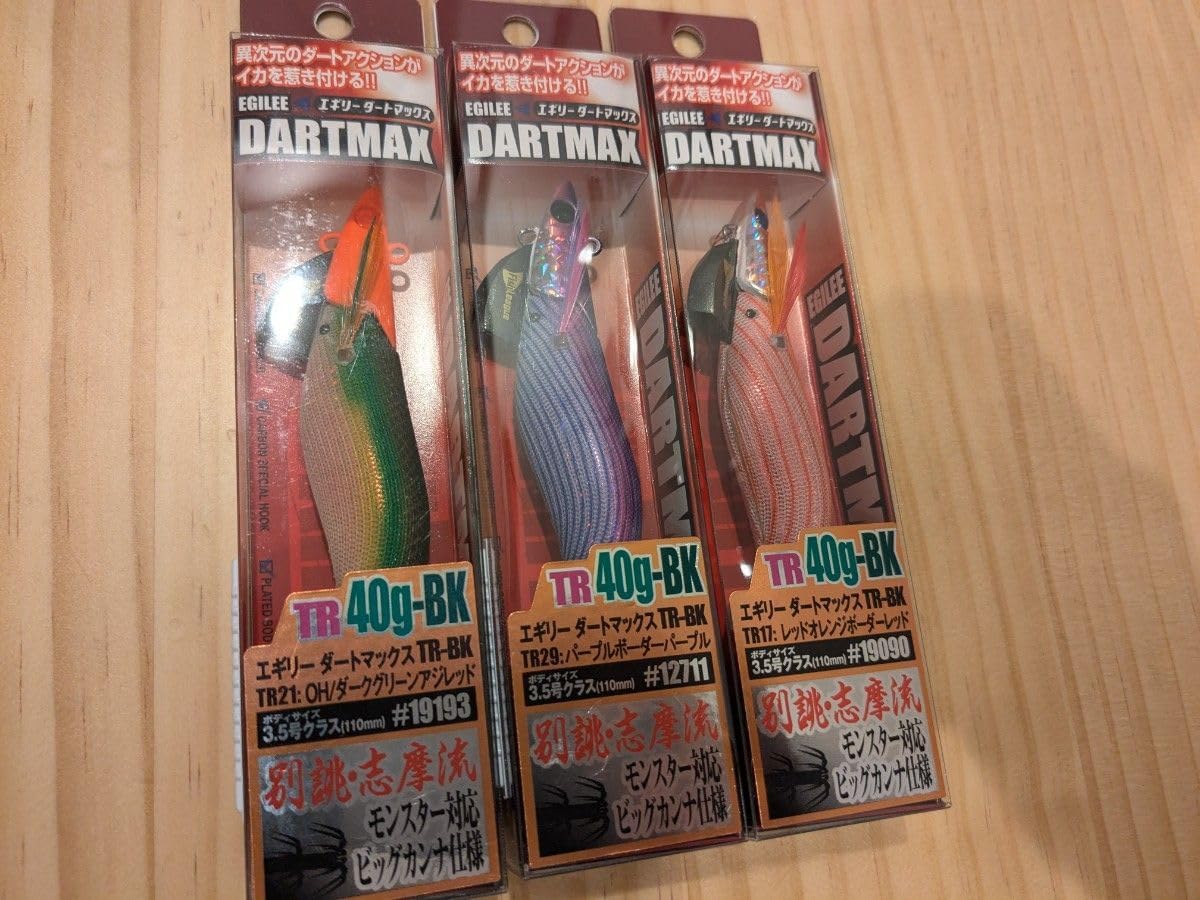 異次元のダートアクションが
イカを惹き付ける!!
EGILEE エギリー ダートマックス
DARTMAX
TR 40g-BK
エギリー ダートマックス TR-BK
TR21: OH/ダークグリーンアジレッド
ボディサイズ
3.5号クラス(110mm) #19193
別誂・志摩流
モンスター対応
ビッグカンナ仕様
PLATED
異次元のダートアクションが
イカを惹き付ける!!
EGILEE エギリー ダートマックス
DARTMAX
EGILEE
TR 40g-BK
エギリー ダートマックス TR-BK
TR29: パープルボーダーパープル
ボディサイズ
3.5号クラス(110mm) #12711
別誂・志摩流
モンスター対応
ビッグカンナ仕様
異次元のダートアクションが
イカを惹き付ける!!
EGILEE エギリー ダートマックス
DARTMAX
EGILEE
TR 40g-BK
エギリー ダートマックス TR-BK
TR17: レッドオレンジボーダーレッド
ボディサイズ
3.5号クラス(110mm) #19090
別誂・志摩流
モンスター対応
ビッグカンナ仕様